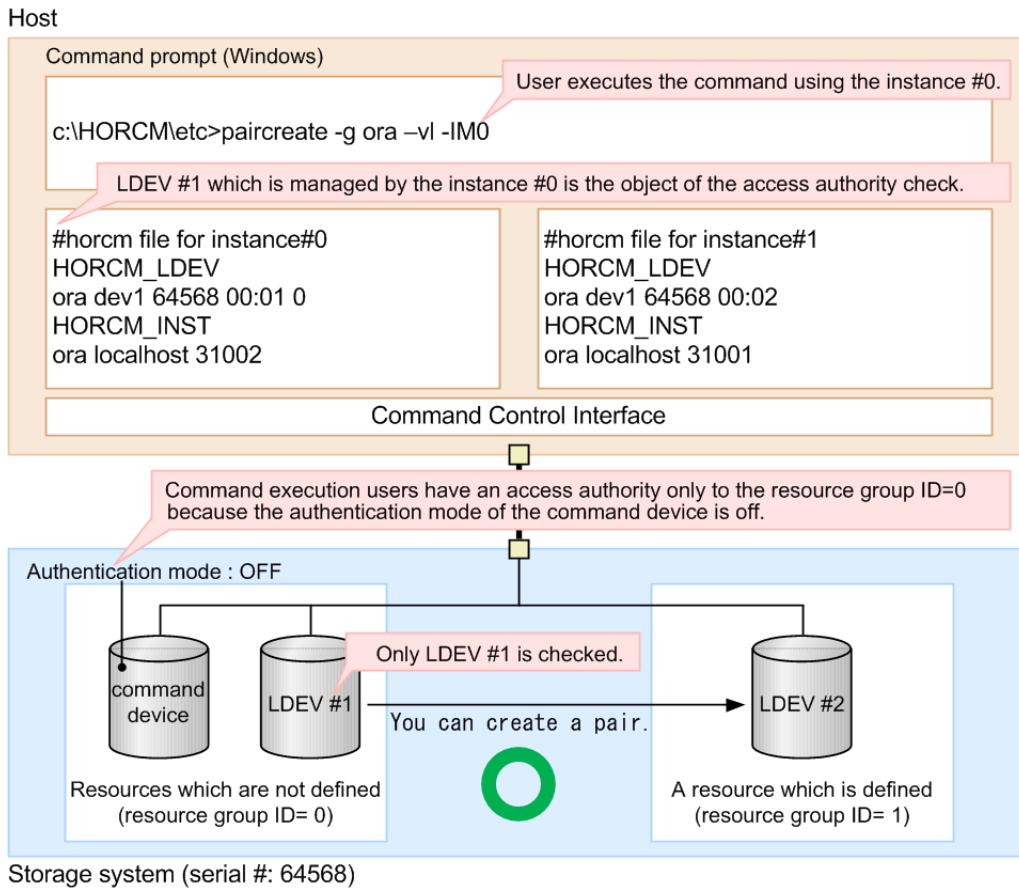 Host
Command prompt (Windows)
User executes the command using the instance #0.
c:\HORCM\etc>paircreate -g ora –vl -IM0
LDEV #1 which is managed by the instance #0 is the object of the access authority check.
#horcm file for instance#0
HORCM_LDEV
ora dev1 64568 00:01 0
HORCM_INST
ora localhost 31002
#horcm file for instance#1
HORCM_LDEV
ora dev1 64568 00:02
HORCM_INST
ora localhost 31001
Command Control Interface
Command execution users have an access authority only to the resource group ID=0
because the authentication mode of the command device is off.
Authentication mode : OFF
Only LDEV #1 is checked.
command
device
LDEV #1
LDEV #2
You can create a pair.
Resources which are not defined
(resource group ID= 0)
A resource which is defined
(resource group ID= 1)
Storage system (serial #: 64568)